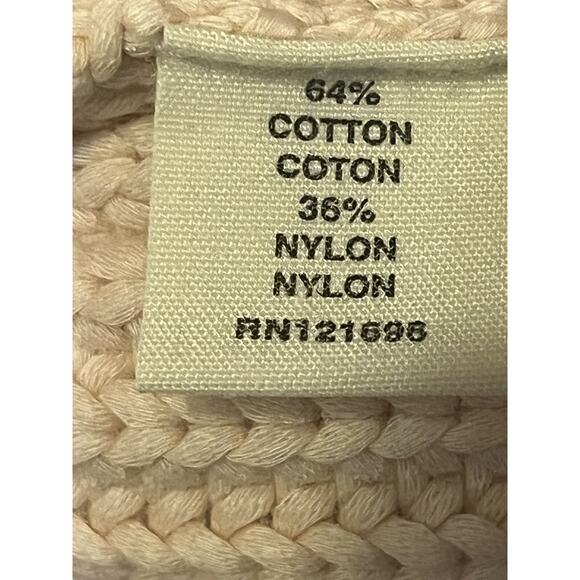 64%
COTTON
COTON
36%
NYLON
NYLON
RN121696